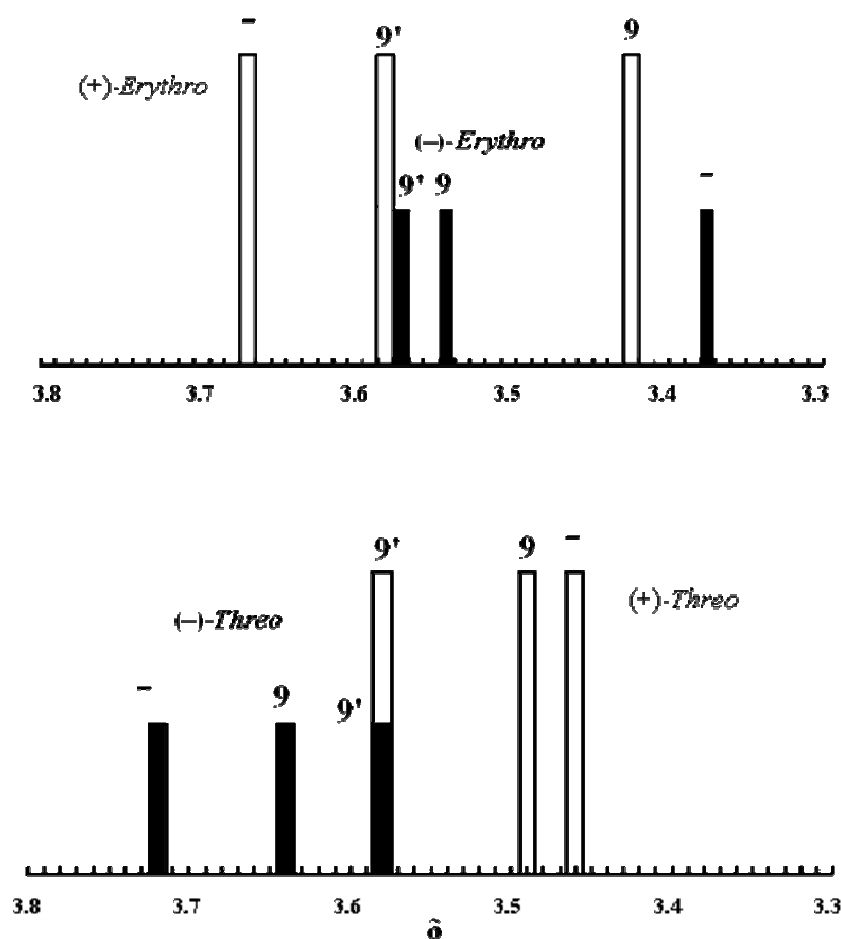 – 9' 9
(+)-Erythro
(–)-Erythro
9' 9 –
3.8 3.7 3.6 3.5 3.4 3.3
9' 9 –
(–)-Threo (+)-Threo
– 9 9'
3.8 3.7 3.6 3.5 3.4 3.3
δ